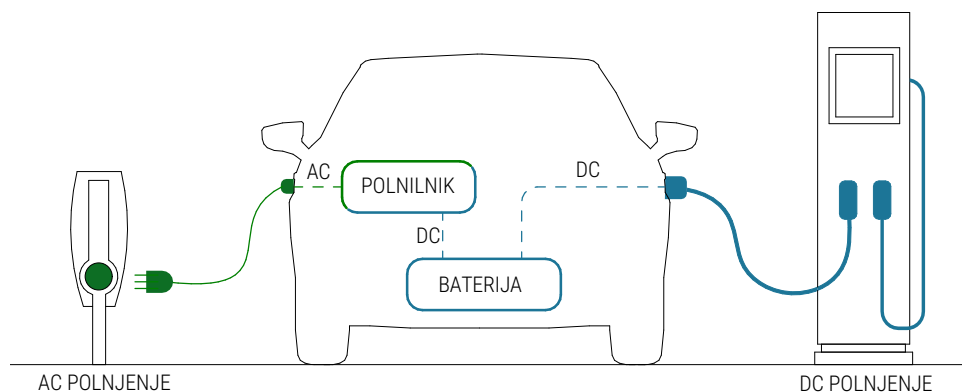 AC
DC
POLNILNIK
DC
BATERIJA
AC POLNJENJE
DC POLNJENJE